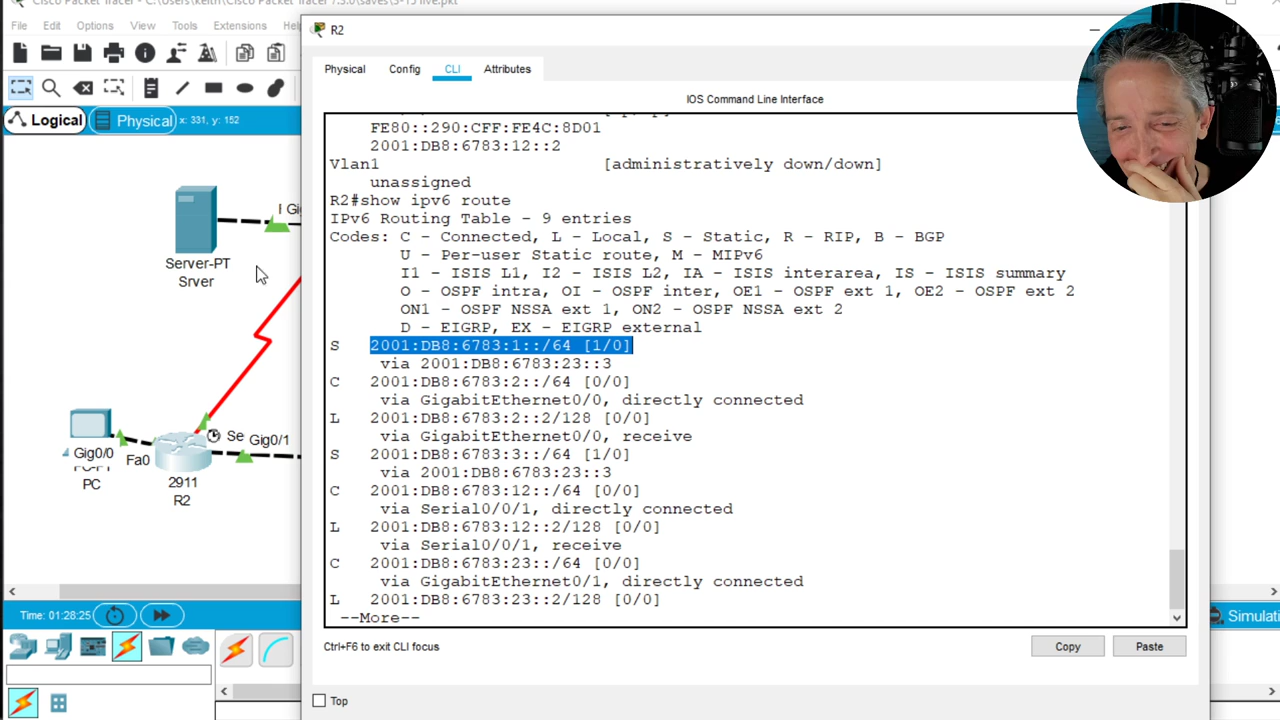 Cisco Packet Tracer - C:\Users\keith\Cisco Packet Tracer 7.3.0\saves\3-15 live.pkt
File Edit Options View Tools Extensions Help
R2
Physical Config CLI Attributes
IOS Command Line Interface
Logical Physical x: 331, y: 152
FE80::290:CFF:FE4C:8D01
2001:DB8:6783:12::2
Vlan1 [administratively down/down]
unassigned
R2#show ipv6 route
IPv6 Routing Table - 9 entries
Codes: C - Connected, L - Local, S - Static, R - RIP, B - BGP
U - Per-user Static route, M - MIPv6
I1 - ISIS L1, I2 - ISIS L2, IA - ISIS interarea, IS - ISIS summary
O - OSPF intra, OI - OSPF inter, OE1 - OSPF ext 1, OE2 - OSPF ext 2
ON1 - OSPF NSSA ext 1, ON2 - OSPF NSSA ext 2
D - EIGRP, EX - EIGRP external
S 2001:DB8:6783:1::/64 [1/0]
via 2001:DB8:6783:23::3
C 2001:DB8:6783:2::/64 [0/0]
via GigabitEthernet0/0, directly connected
L 2001:DB8:6783:2::2/128 [0/0]
via GigabitEthernet0/0, receive
S 2001:DB8:6783:3::/64 [1/0]
via 2001:DB8:6783:23::3
C 2001:DB8:6783:12::/64 [0/0]
via Serial0/0/1, directly connected
L 2001:DB8:6783:12::2/128 [0/0]
via Serial0/0/1, receive
C 2001:DB8:6783:23::/64 [0/0]
via GigabitEthernet0/1, directly connected
L 2001:DB8:6783:23::2/128 [0/0]
--More--
Ctrl+F6 to exit CLI focus
Copy Paste
Top
Gi
Server-PT
Srver
Se Gig0/1
Gig0/0
Fa0
PC
2911
R2
Time: 01:28:25
Simulati